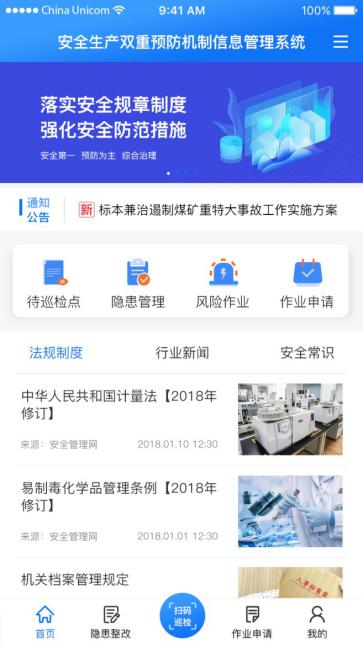 China Unicom 9:41 AM 100%
安全生产双重预防机制信息管理系统
落实安全规章制度
强化安全防范措施
安全第一 预防为主 综合治理
通知
公告
新 标本兼治遏制煤矿重特大事故工作实施方案
待巡检点 隐患管理 风险作业 作业申请
法规制度 行业新闻 安全常识
中华人民共和国计量法【2018年
修订】
来源：安全管理网 2018.01.10 12:30
易制毒化学品管理条例【2018年
修订】
来源：安全管理网 2018.01.01 12:30
机关档案管理规定
人事档案袋
首页 隐患整改 扫码 作业申请 我的
巡检